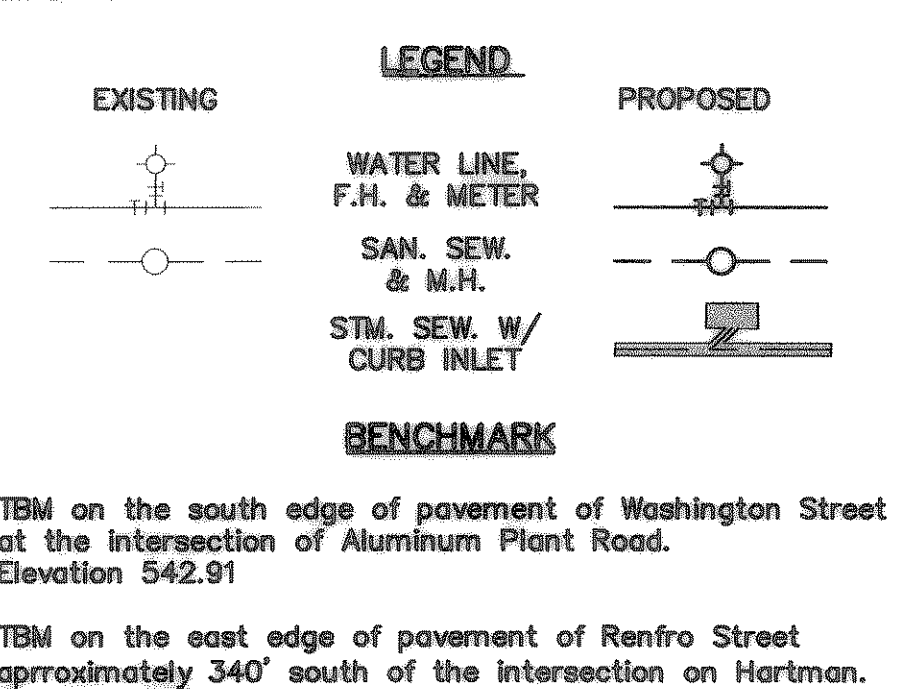 LEGEND
EXISTING PROPOSED
WATER LINE,
F.H. & METER
SAN. SEW.
& M.H.
STM. SEW. W/
CURB INLET
BENCHMARK
TBM on the south edge of pavement of Washington Street
at the intersection of Aluminum Plant Road.
Elevation 542.91
TBM on the east edge of pavement of Renfro Street
aprroximately 340' south of the intersection on Hartman.